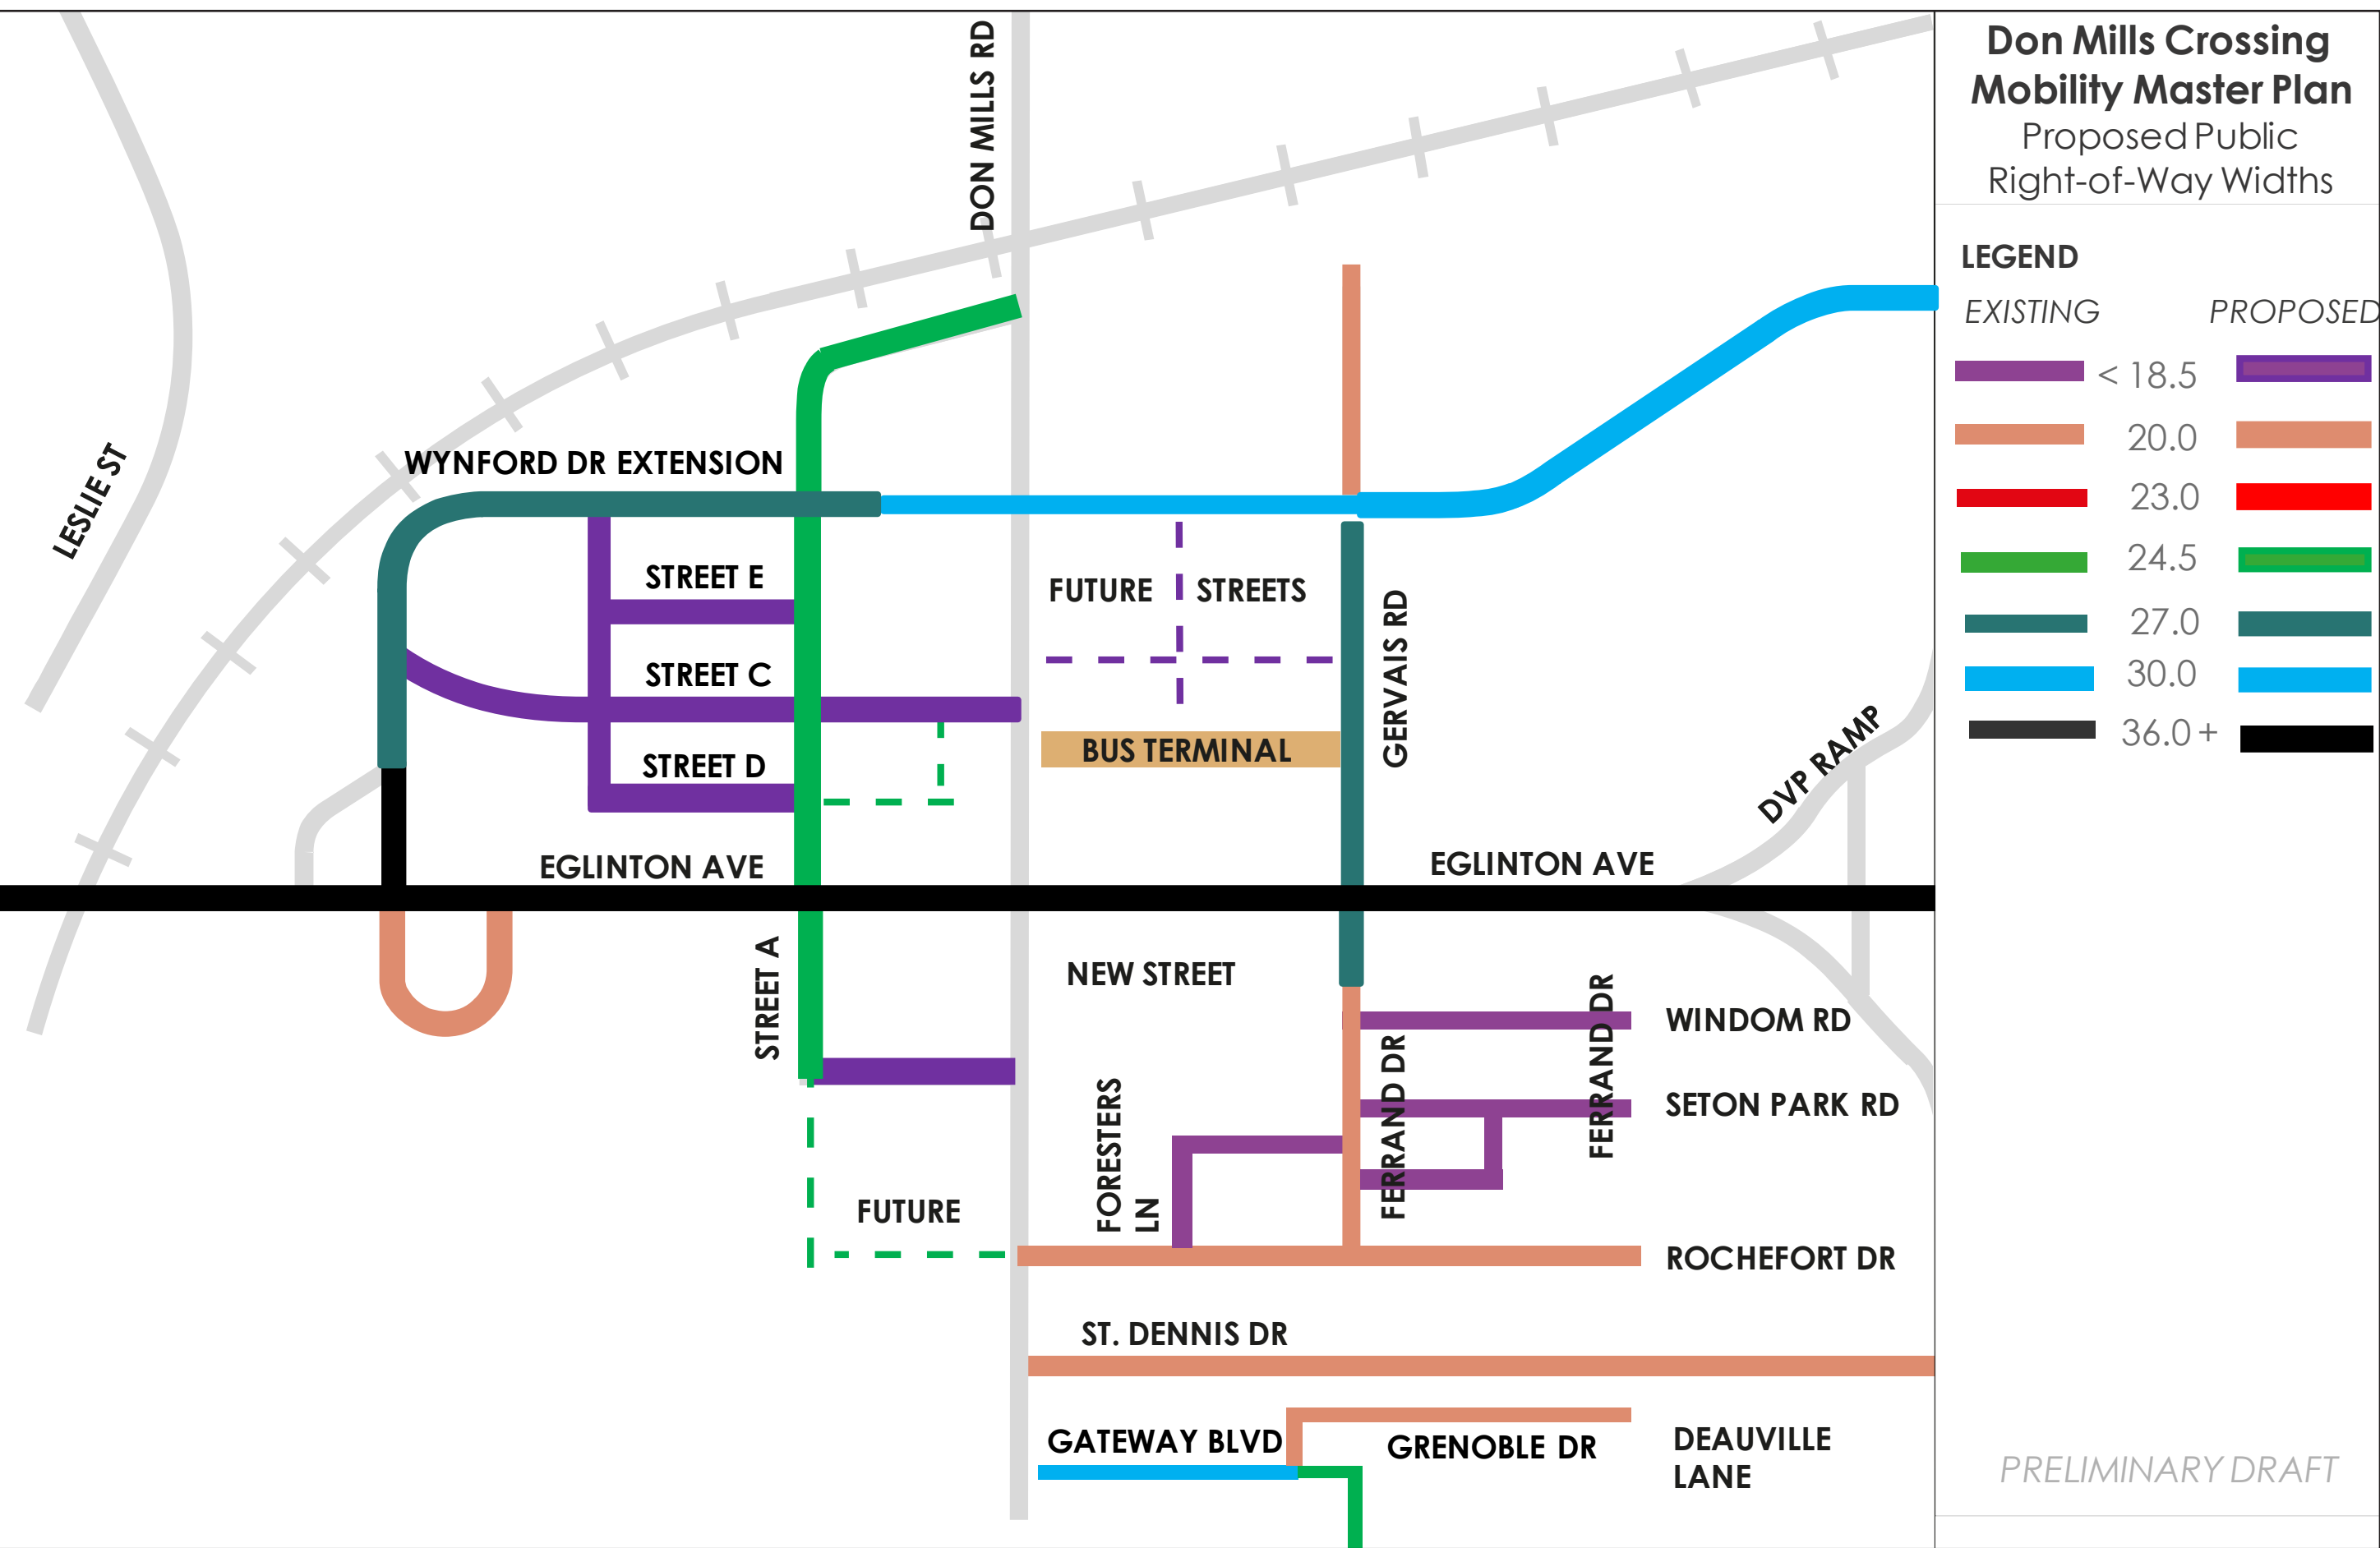 Don Mills Crossing
Mobility Master Plan
Proposed Public
Right-of-Way Widths
LEGEND
EXISTING PROPOSED
< 18.5
20.0
23.0
24.5
27.0
30.0
36.0+
PRELIMINARY DRAFT
DON MILLS RD
LESLIE ST
WYNFORD DR EXTENSION
STREET E
FUTURE STREETS
STREET C
GERVAIS RD
BUS TERMINAL
STREET D
DVP RAMP
EGLINTON AVE
EGLINTON AVE
STREET A
NEW STREET
FERRAND DR
WINDOM RD
FERRAND DR
SETON PARK RD
FORESTERS
LN
FUTURE
ROCHEFORT DR
ST. DENNIS DR
GATEWAY BLVD
GRENOBLE DR
DEAUVILLE
LANE